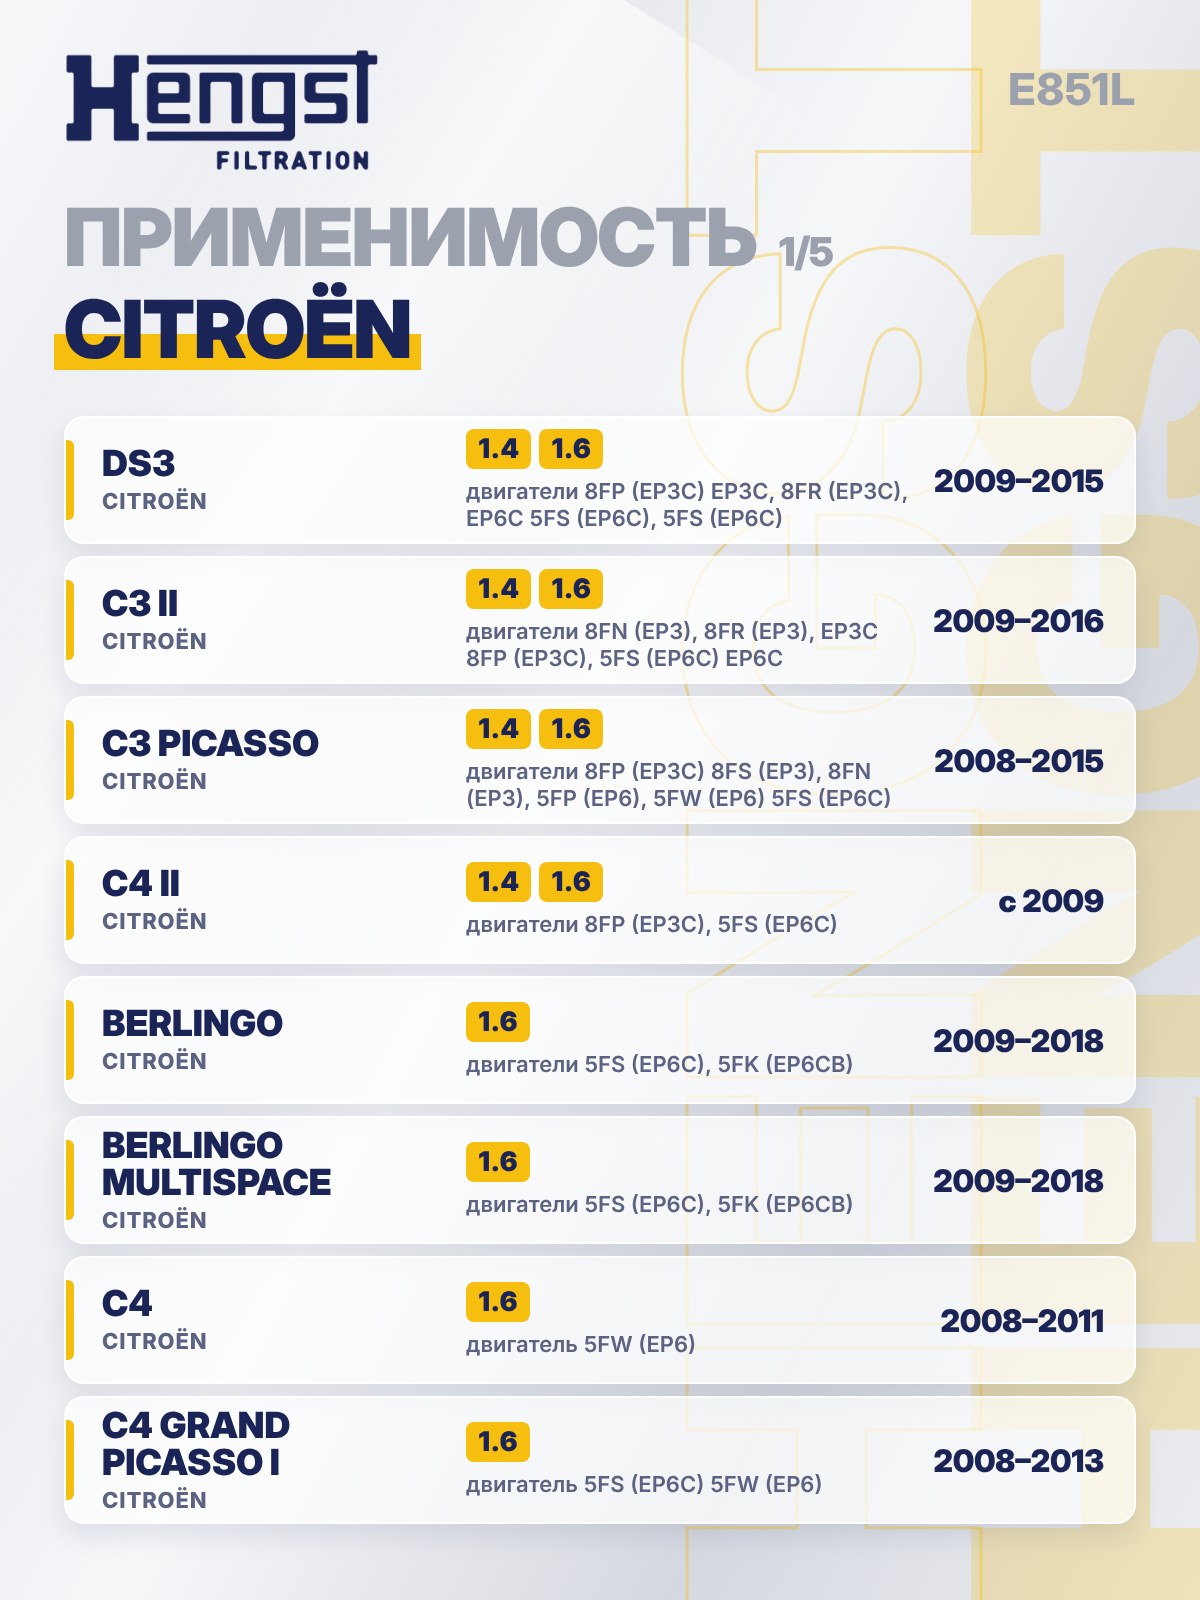 Hengst
FILTRATION
E851L
ПРИМЕНИМОСТЬ 1/5
CITROËN
DS3
CITROËN
1.4 1.6
двигатели 8FP (EP3C) EP3C, 8FR (EP3C),
EP6C 5FS (EP6C), 5FS (EP6C)
2009–2015
C3 II
CITROËN
1.4 1.6
двигатели 8FN (EP3), 8FR (EP3), EP3C
8FP (EP3C), 5FS (EP6C) EP6C
2009–2016
C3 PICASSO
CITROËN
1.4 1.6
двигатели 8FP (EP3C) 8FS (EP3), 8FN
(EP3), 5FP (EP6), 5FW (EP6) 5FS (EP6C)
2008–2015
C4 II
CITROËN
1.4 1.6
двигатели 8FP (EP3C), 5FS (EP6C)
с 2009
BERLINGO
CITROËN
1.6
двигатели 5FS (EP6C), 5FK (EP6CB)
2009–2018
BERLINGO
MULTISPACE
CITROËN
1.6
двигатели 5FS (EP6C), 5FK (EP6CB)
2009–2018
C4
CITROËN
1.6
двигатель 5FW (EP6)
2008–2011
C4 GRAND
PICASSO I
CITROËN
1.6
двигатель 5FS (EP6C) 5FW (EP6)
2008–2013
HENGST
HENGST